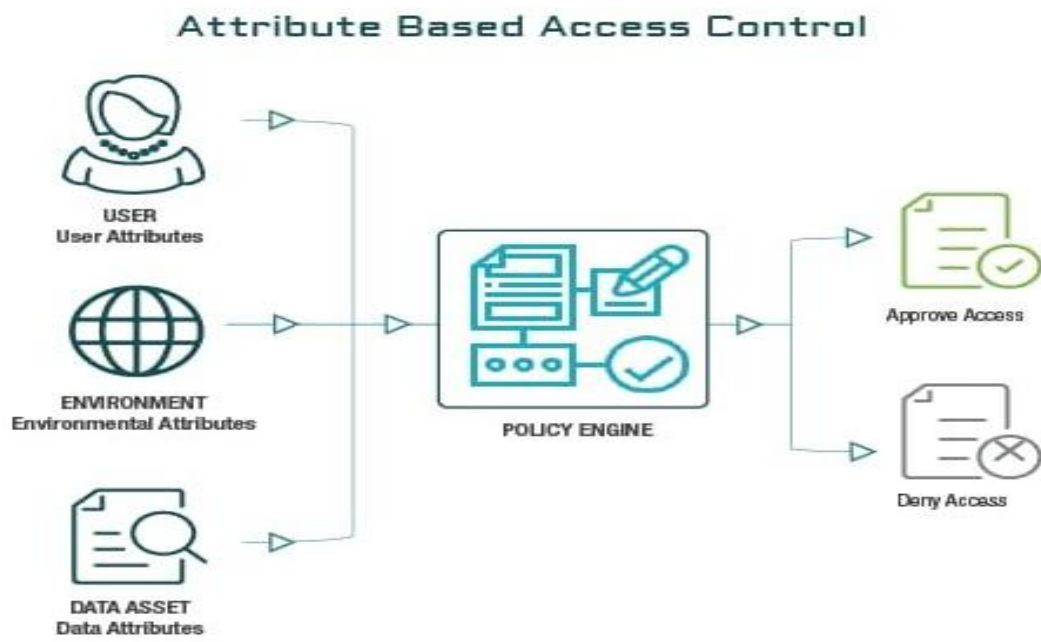 Attribute Based Access Control
USER
User Attributes
ENVIRONMENT
Environmental Attributes
DATA ASSET
Data Attributes
POLICY ENGINE
Approve Access
Deny Access